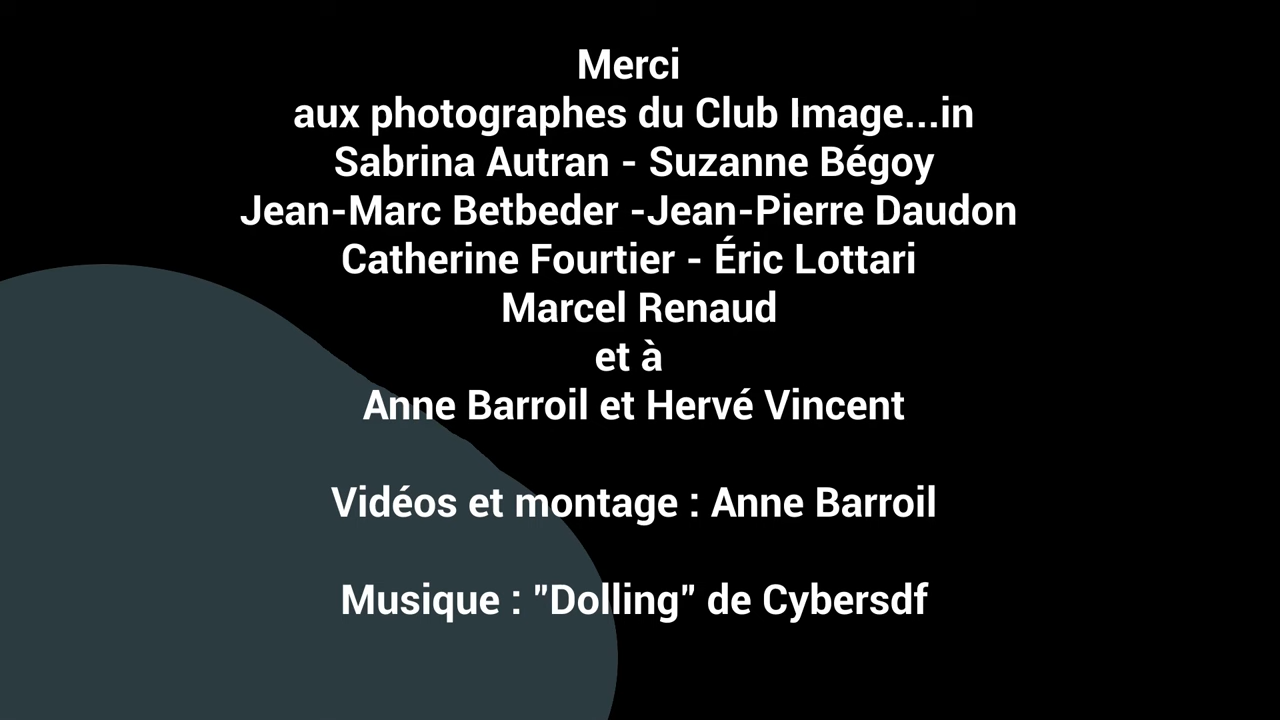 Merci
aux photographes du Club Image...in
Sabrina Autran - Suzanne Bégoy
Jean-Marc Betbeder -Jean-Pierre Daudon
Catherine Fourtier - Éric Lottari
Marcel Renaud
et à
Anne Barroil et Hervé Vincent
Vidéos et montage : Anne Barroil
Musique : "Dolling" de Cybersdf